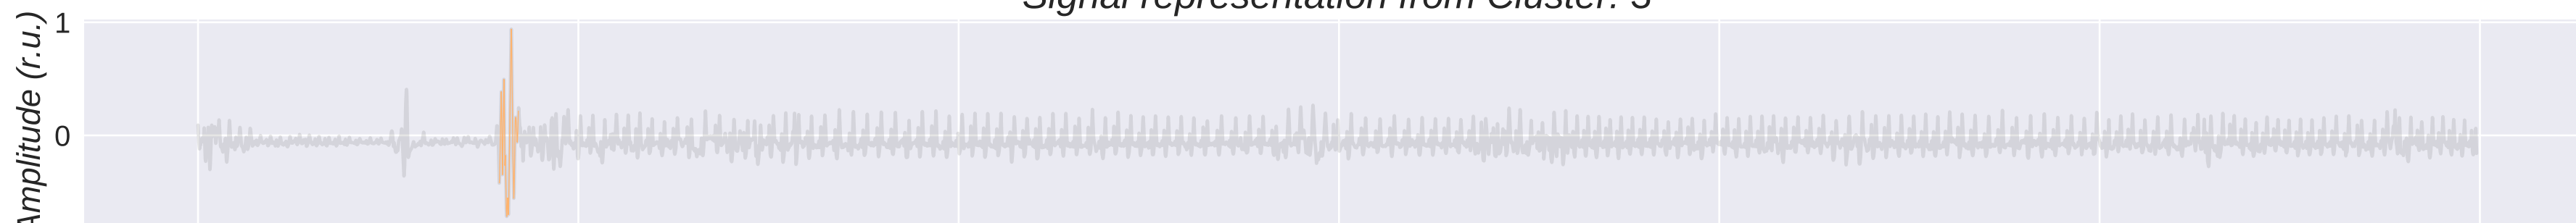 Signal representation from Cluster: 3
Amplitude (r.u.)
1
0